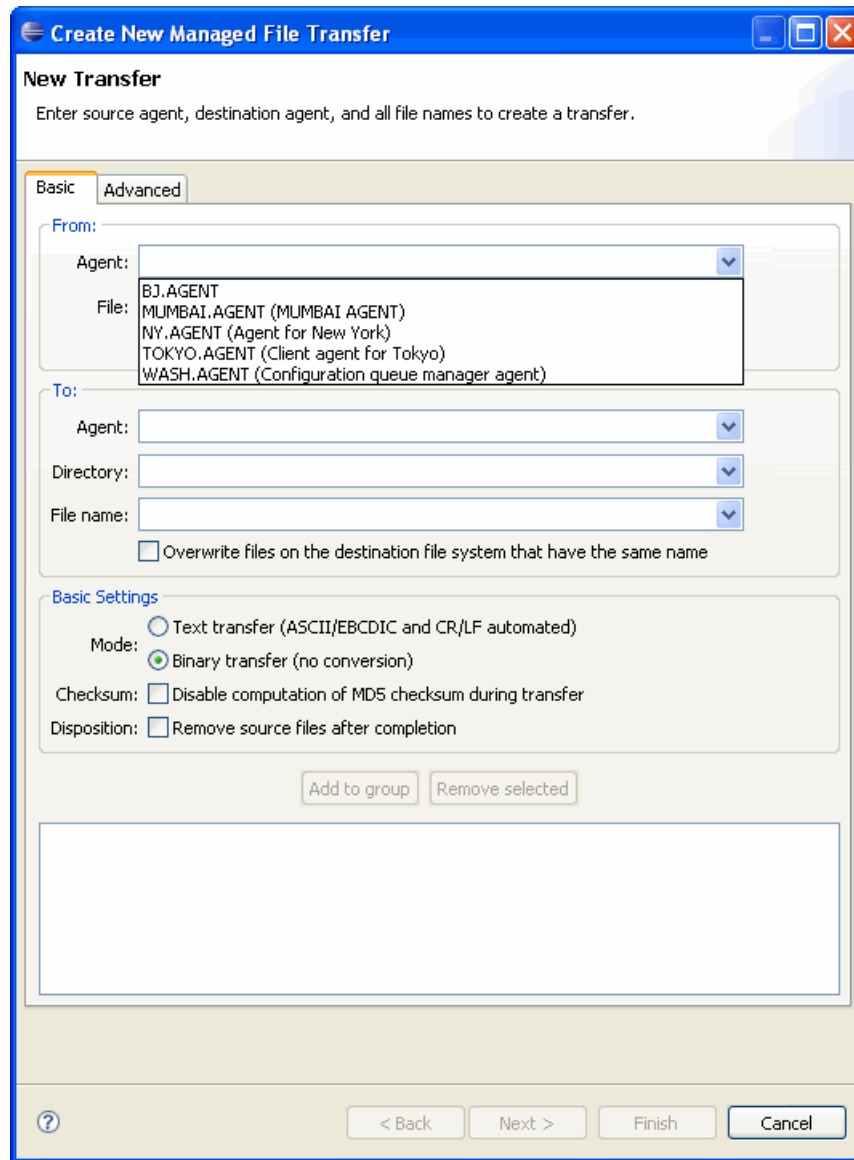 Create New Managed File Transfer
New Transfer
Enter source agent, destination agent, and all file names to create a transfer.
Basic Advanced
From:
Agent:
File:
BJ.AGENT
MUMBAI.AGENT (MUMBAI AGENT)
NY.AGENT (Agent for New York)
TOKYO.AGENT (Client agent for Tokyo)
WASH.AGENT (Configuration queue manager agent)
To:
Agent:
Directory:
File name:
Overwrite files on the destination file system that have the same name
Basic Settings
Mode:
Text transfer (ASCII/EBCDIC and CR/LF automated)
Binary transfer (no conversion)
Checksum: Disable computation of MD5 checksum during transfer
Disposition: Remove source files after completion
Add to group Remove selected
? < Back Next > Finish Cancel